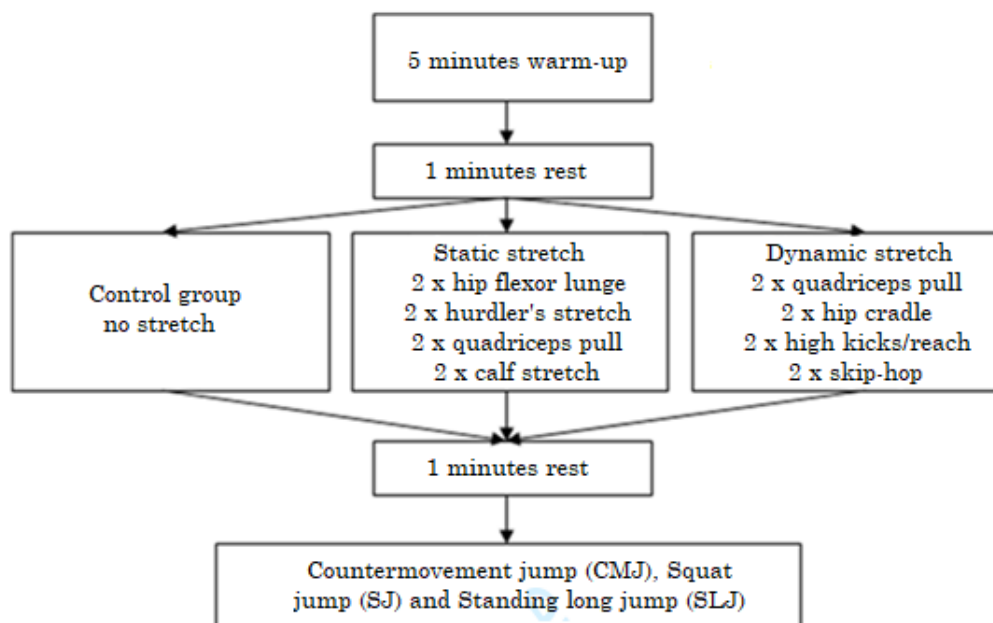 5 minutes warm-up
1 minutes rest
Control group
no stretch
Static stretch
2 x hip flexor lunge
2 x hurdler's stretch
2 x quadriceps pull
2 x calf stretch
Dynamic stretch
2 x quadriceps pull
2 x hip cradle
2 x high kicks/reach
2 x skip-hop
1 minutes rest
Countermovement jump (CMJ), Squat
jump (SJ) and Standing long jump (SLJ)